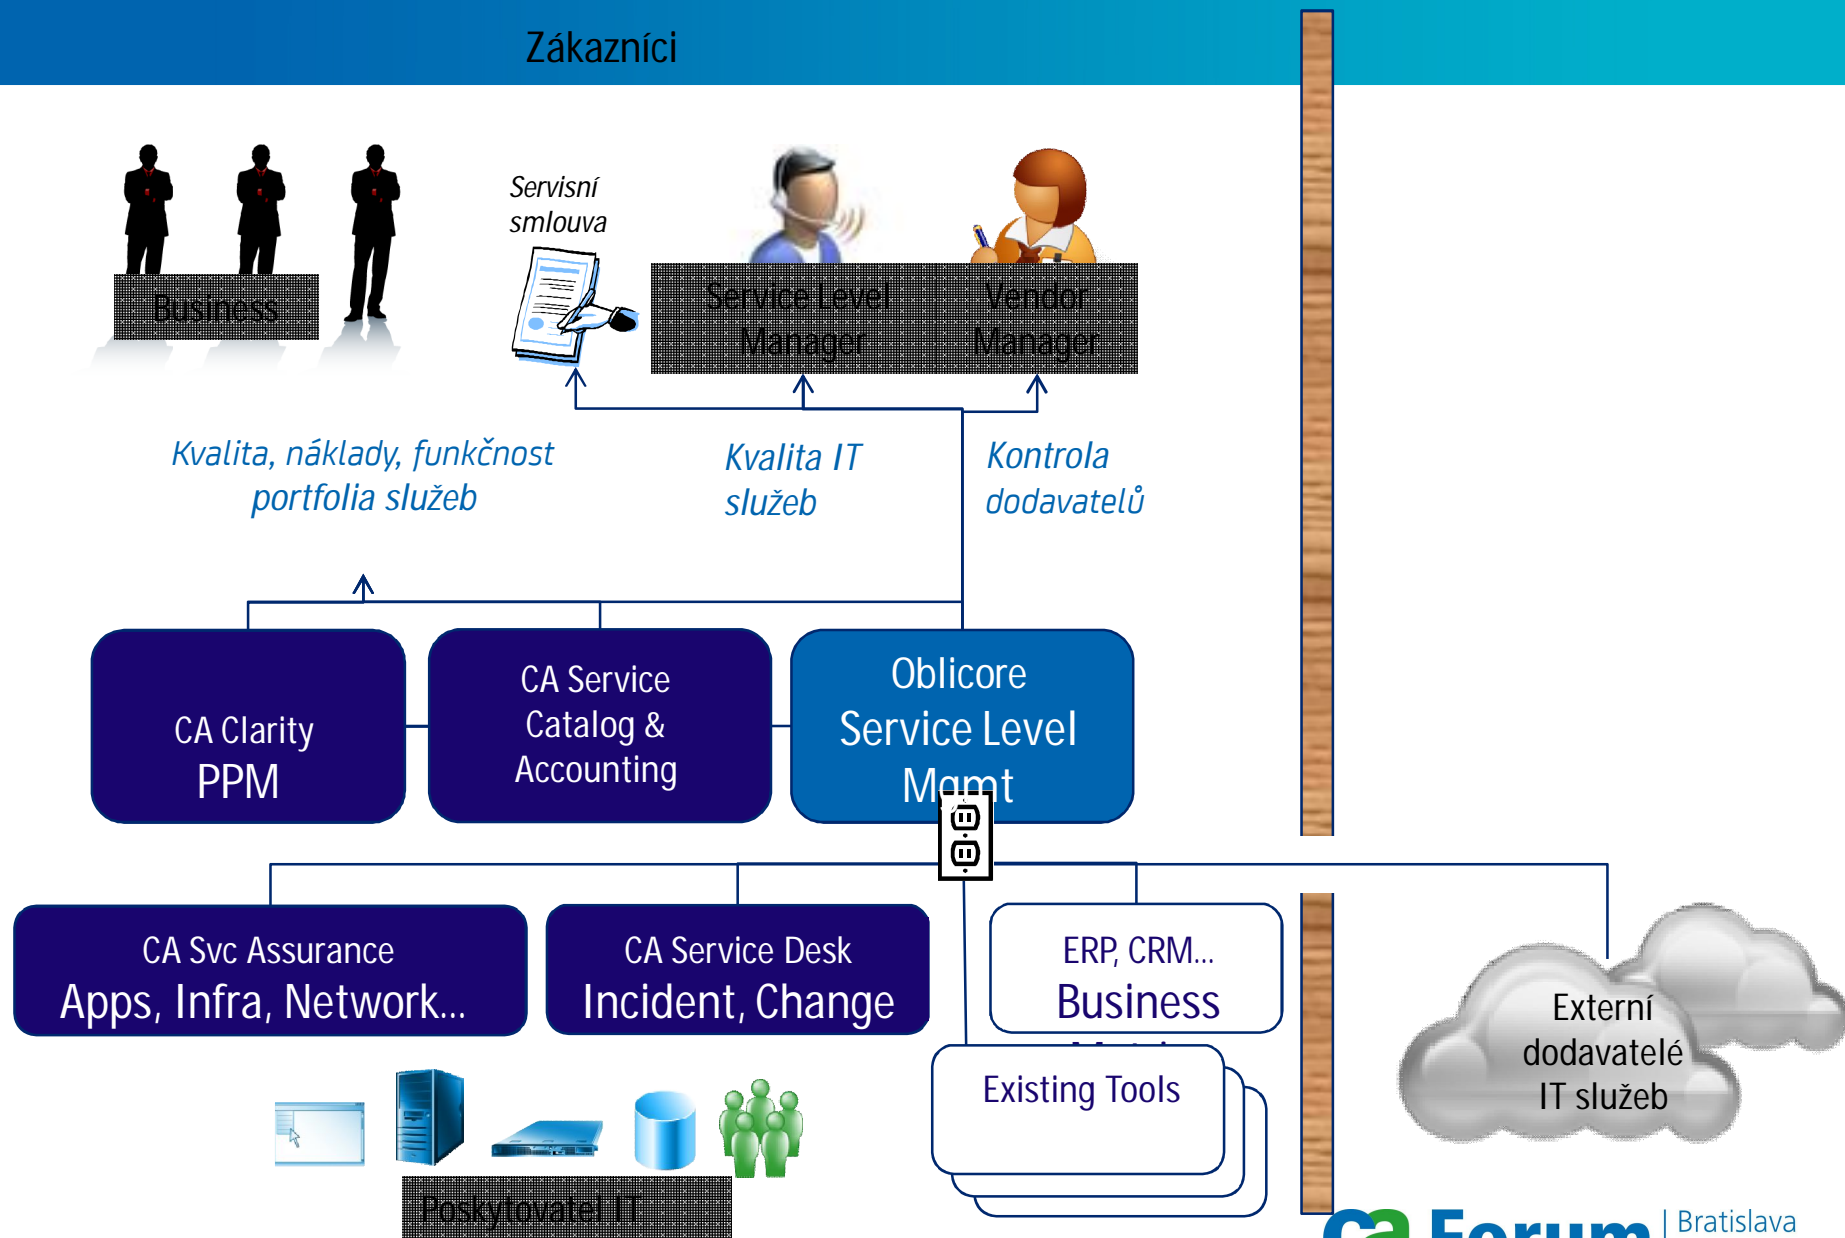 Zákazníci
Servisní
smlouva
Business
Service Level
Manager
Vendor
Manager
Kvalita, náklady, funkčnost
portfolia služeb
Kvalita IT
služeb
Kontrola
dodavatelů
CA Clarity
PPM
CA Service
Catalog &
Accounting
Oblicore
Service Level
Mgmt
CA Svc Assurance
Apps, Infra, Network...
CA Service Desk
Incident, Change
ERP, CRM...
Business
Existing Tools
Externí
dodavatelé
IT služeb
Poskytovatel IT
ca Forum
Bratislava